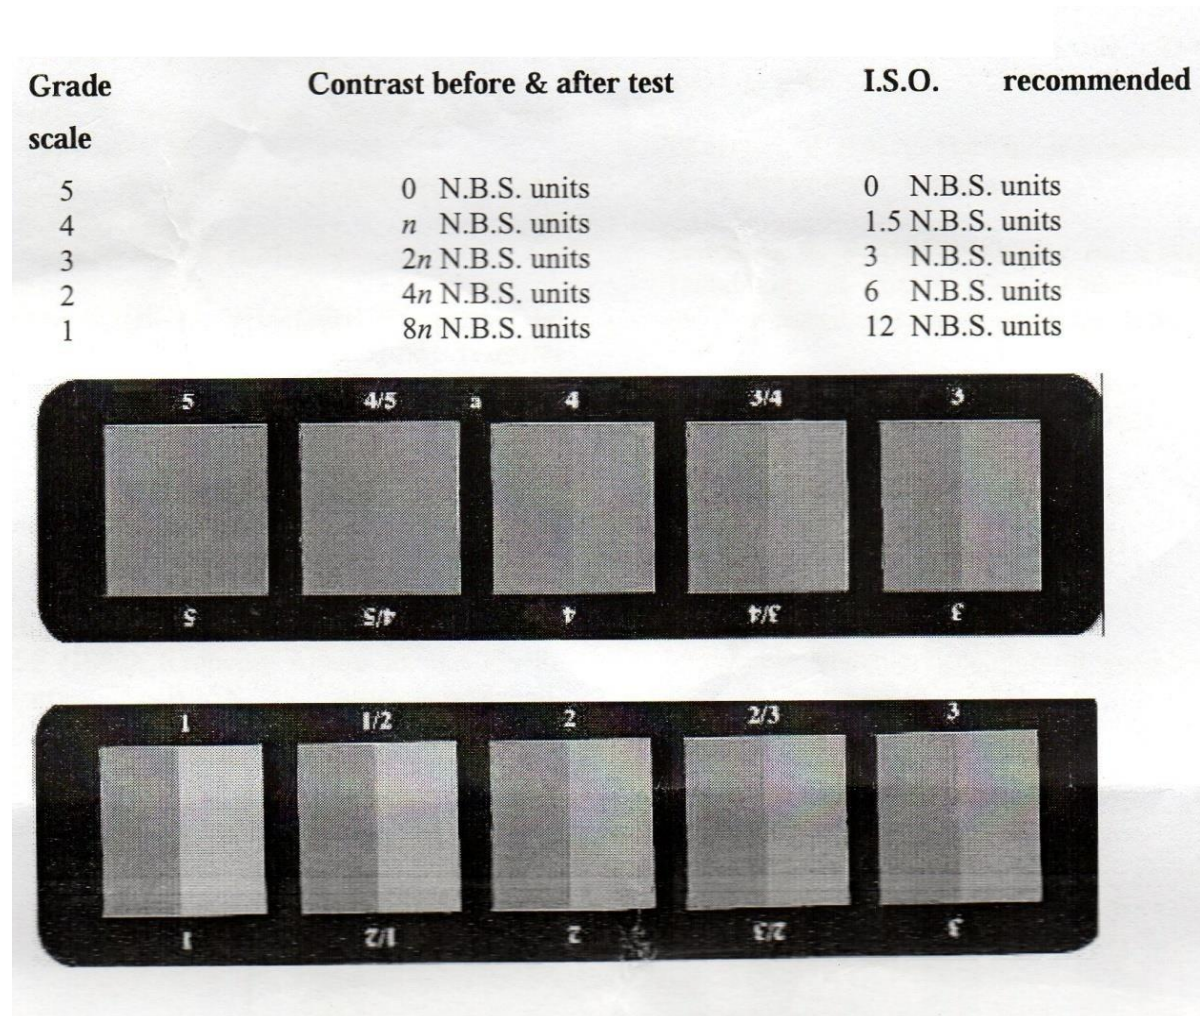 Grade Contrast before & after test I.S.O. recommended
scale
5 0 N.B.S. units 0 N.B.S. units
4 n N.B.S. units 1.5 N.B.S. units
3 2n N.B.S. units 3 N.B.S. units
2 4n N.B.S. units 6 N.B.S. units
1 8n N.B.S. units 12 N.B.S. units
5 4/5 a 4 3/4 3
5 4/5 4 3/4 3
1 1/2 2 2/3 3
1 1/2 2 2/3 3